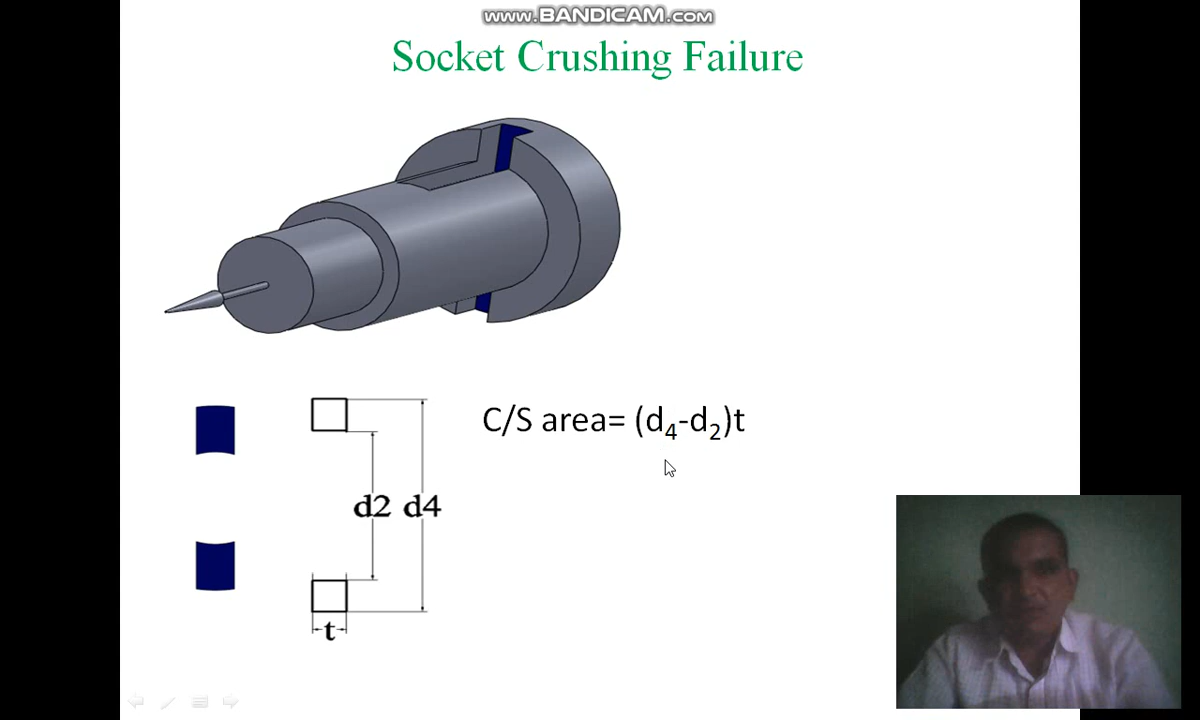 www.BANDICAM.com
Socket Crushing Failure
C/S area= (d₄-d₂)t
d2 d4
t